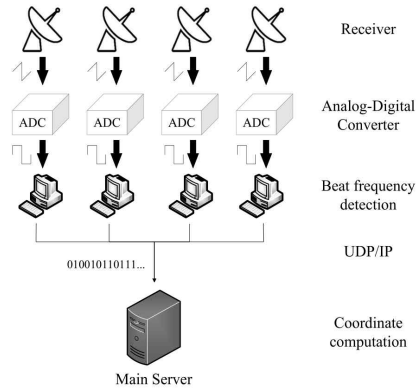 Receiver
Analog-Digital
Converter
ADC ADC ADC ADC
Beat frequency
detection
UDP/IP
010010110111...
Coordinate
computation
Main Server